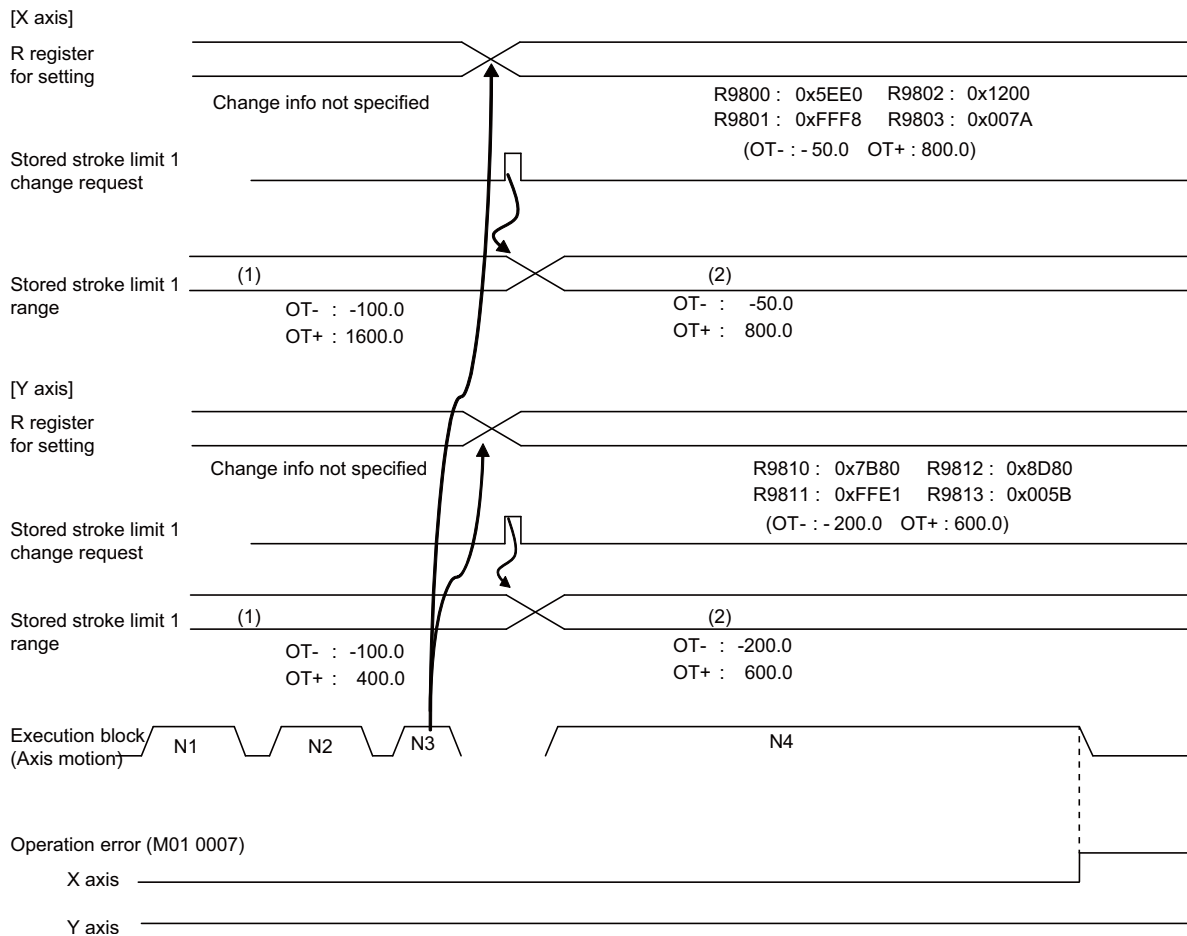 [X axis]
R register
for setting
Change info not specified
R9800 : 0x5EE0 R9802 : 0x1200
R9801 : 0xFFF8 R9803 : 0x007A
(OT- : - 50.0 OT+ : 800.0)
Stored stroke limit 1
change request
Stored stroke limit 1
range
(1)
(2)
OT- : -100.0
OT+ : 1600.0
OT- : -50.0
OT+ : 800.0
[Y axis]
R register
for setting
Change info not specified
R9810 : 0x7B80 R9812 : 0x8D80
R9811 : 0xFFE1 R9813 : 0x005B
(OT- : - 200.0 OT+ : 600.0)
Stored stroke limit 1
change request
Stored stroke limit 1
range
(1)
(2)
OT- : -100.0
OT+ : 400.0
OT- : -200.0
OT+ : 600.0
Execution block
(Axis motion)
N1
N2
N3
N4
Operation error (M01 0007)
X axis
Y axis